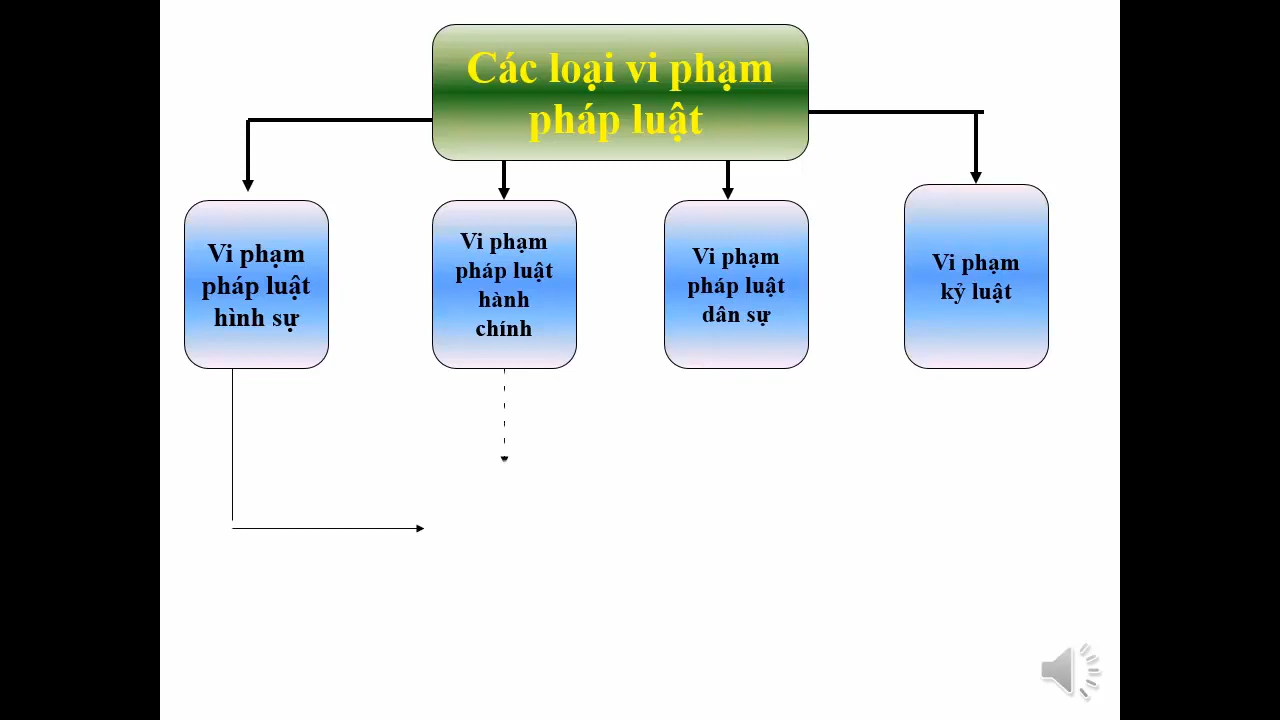 Các loại vi phạm
pháp luật
Vi phạm
pháp luật
hình sự
Vi phạm
pháp luật
hành
chính
Vi phạm
pháp luật
dân sự
Vi phạm
kỷ luật